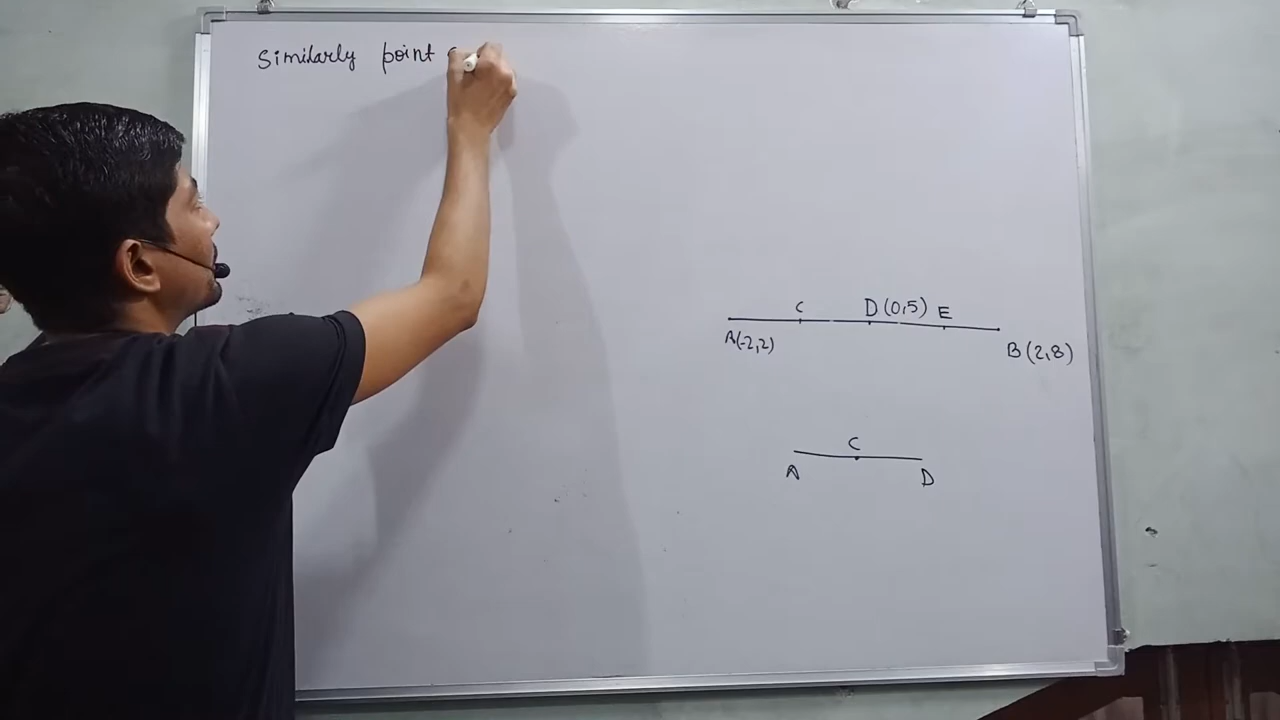 Similarly point
C D(0,5) E
A(-2,2) B(2,8)
C
A D